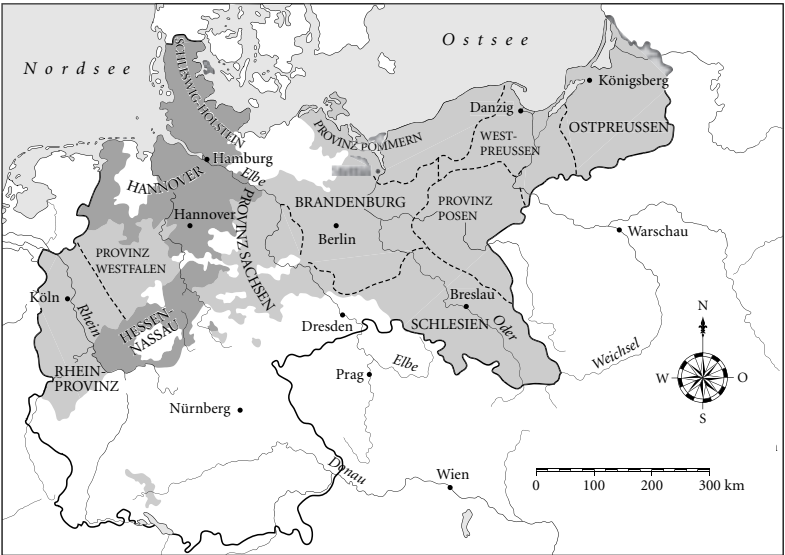 Nordsee
Ostsee
SCHLESWIG-HOLSTEIN
Königsberg
Danzig
PROVINZ POMMERN
WEST-
PREUSSEN
OSTPREUSSEN
Hamburg
Elbe
HANNOVER
Hannover
BRANDENBURG
PROVINZ
POSEN
Berlin
PROVINZ SACHSEN
Warschau
PROVINZ
WESTFALEN
Köln
Rhein
HESSEN-
NASSAU
Breslau
Oder
Dresden
SCHLESIEN
Weichsel
N
W
O
S
RHEIN-
PROVINZ
Elbe
Prag
Nürnberg
Donau
Wien
0 100 200 300 km